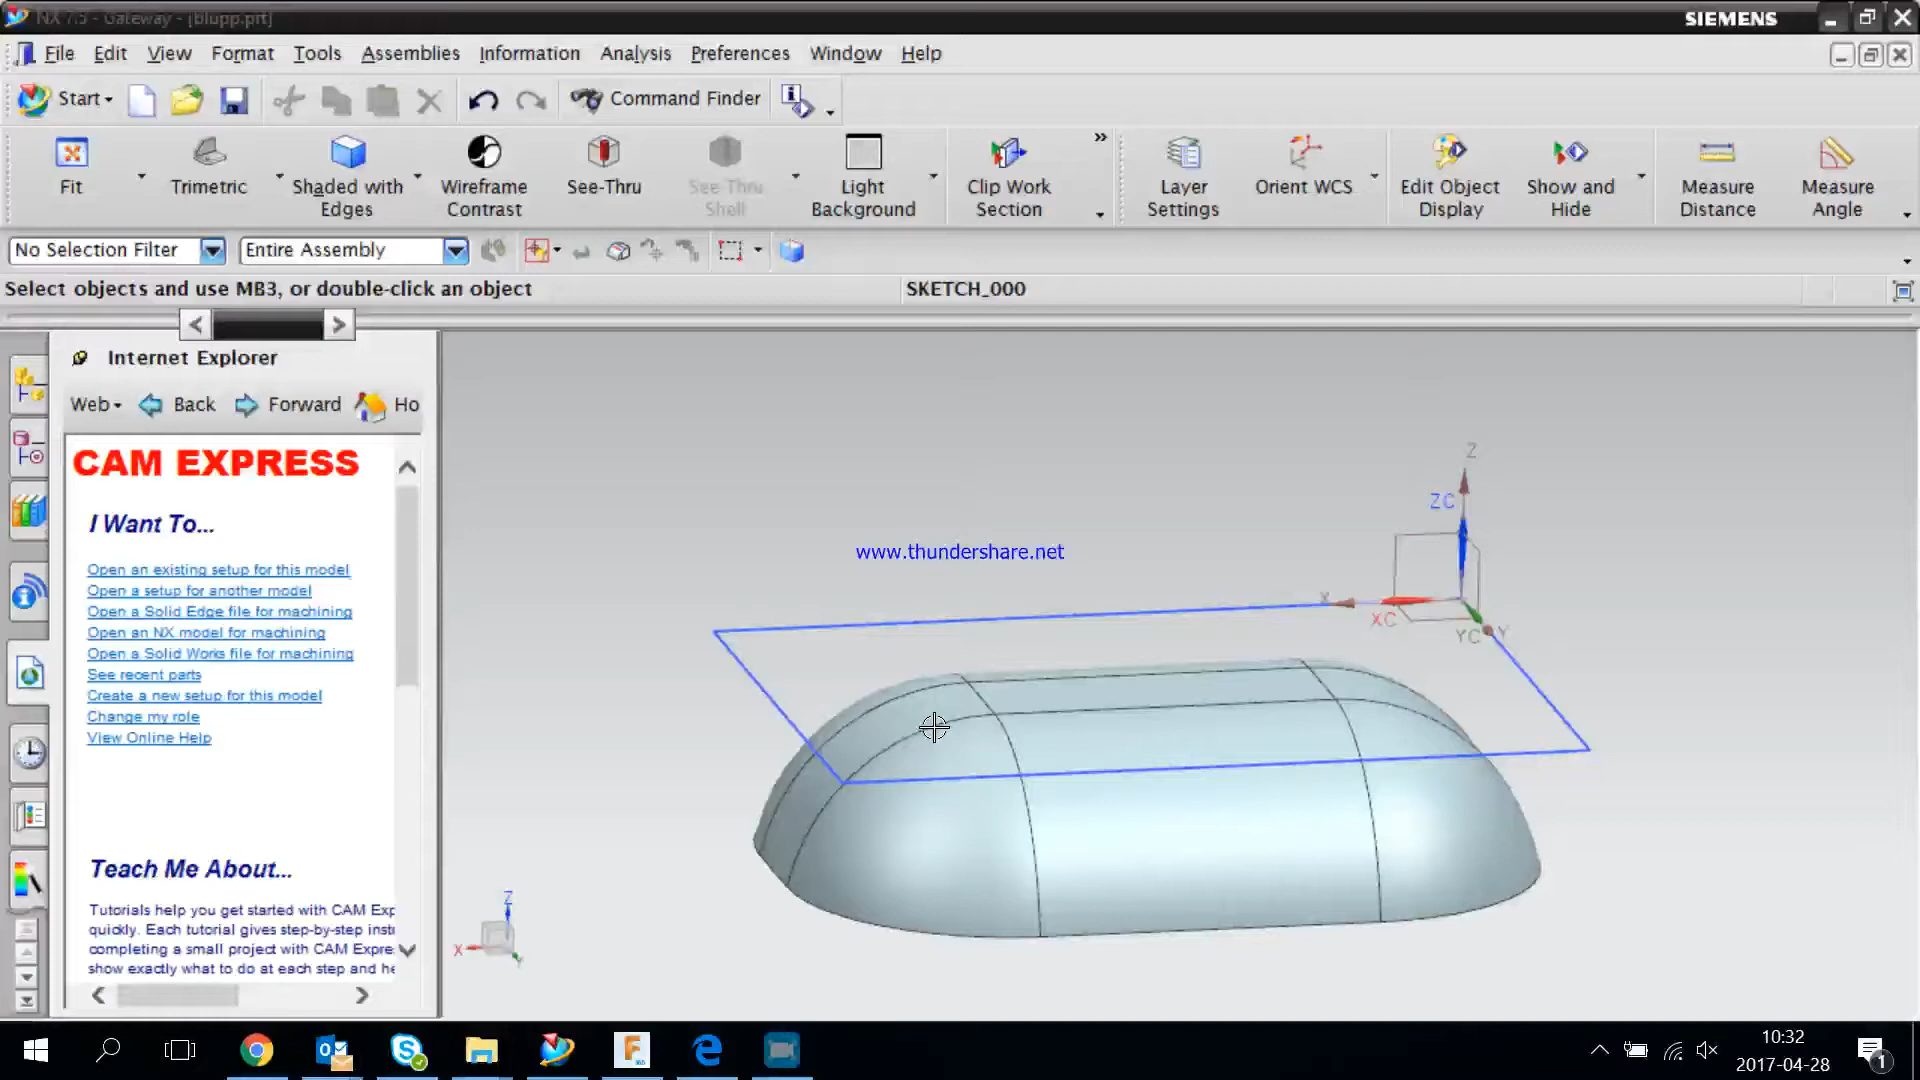 NX 7.5 - Gateway - [blupp.prt]
SIEMENS
File Edit View Format Tools Assemblies Information Analysis Preferences Window Help
Start Command Finder
Fit Trimetric Shaded with Edges Wireframe Contrast See-Thru See-Thru Shell Light Background Clip Work Section Layer Settings Orient WCS Edit Object Display Show and Hide Measure Distance Measure Angle
No Selection Filter Entire Assembly
Select objects and use MB3, or double-click an object SKETCH_000
Internet Explorer
Web Back Forward Ho
CAM EXPRESS
I Want To...
Open an existing setup for this model
Open a setup for another model
Open a Solid Edge file for machining
Open an NX model for machining
Open a Solid Works file for machining
See recent parts
Create a new setup for this model
Change my role
View Online Help
Teach Me About...
Tutorials help you get started with CAM Exp
quickly. Each tutorial gives step-by-step inst
completing a small project with CAM Expre
show exactly what to do at each step and he
www.thundershare.net
Z
ZC
X
XC
YC Y
Z
X
Y
10:32
2017-04-28
1